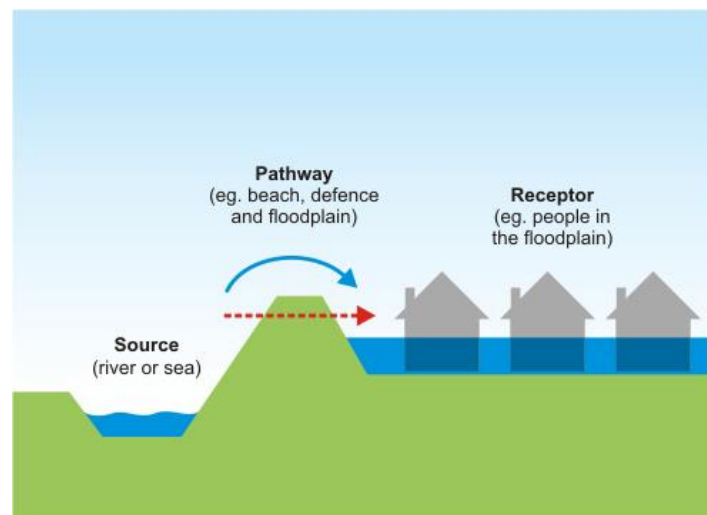 Pathway
(eg. beach, defence
and floodplain)
Receptor
(eg. people in
the floodplain)
Source
(river or sea)